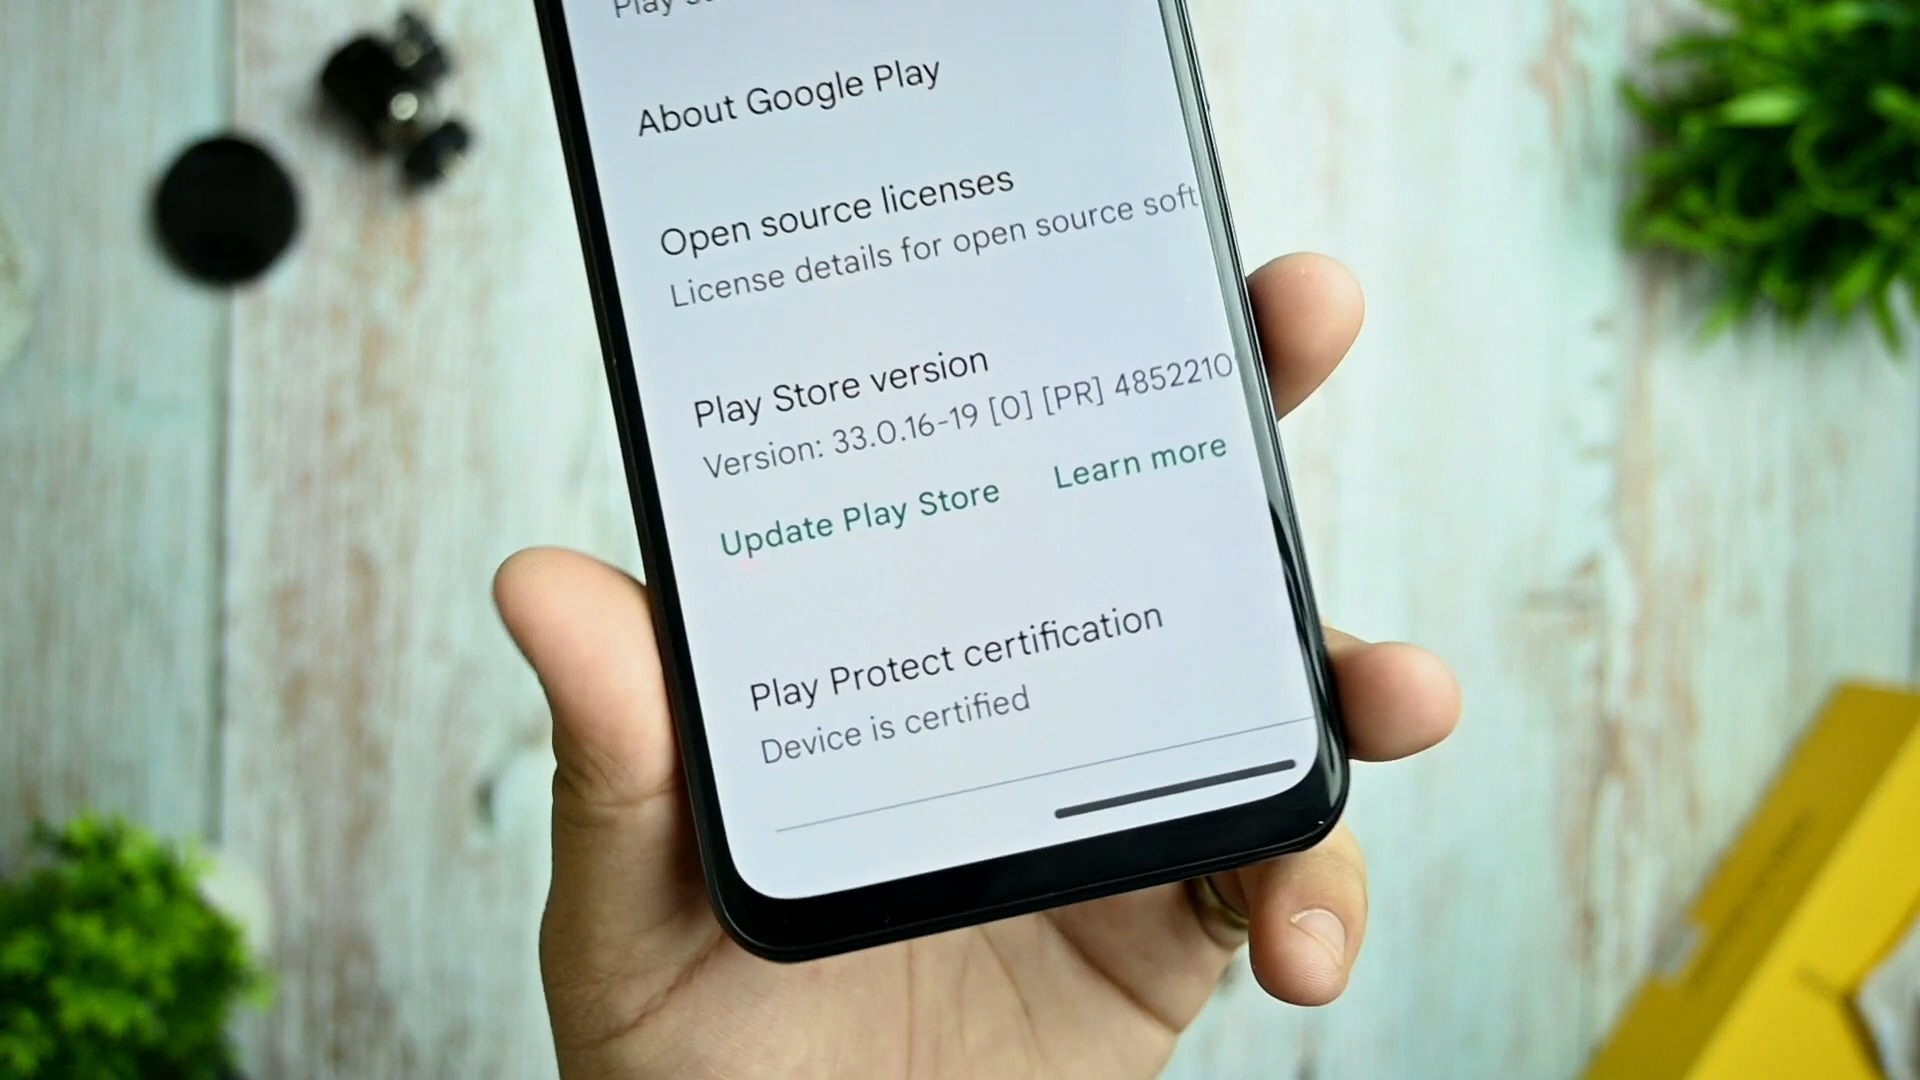 Play
About Google Play
Open source licenses
License details for open source soft
Play Store version
Version: 33.0.16-19 [0] [PR] 4852210
Update Play Store
Learn more
Play Protect certification
Device is certified